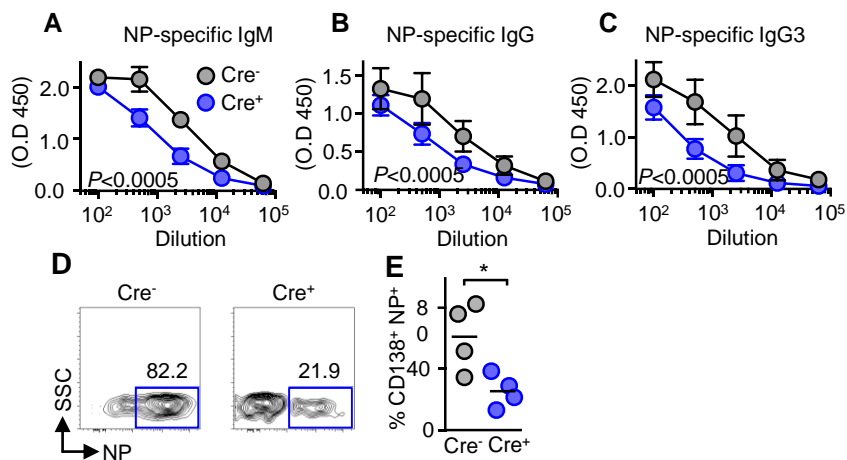 A NP-specific IgM
(O.D 450)
2.0
1.0
0.0
Cre⁻
Cre⁺
P<0.0005
10² 10³ 10⁴ 10⁵
Dilution
B NP-specific IgG
(O.D 450)
1.5
1.0
0.5
0.0
P<0.0005
10² 10³ 10⁴ 10⁵
Dilution
C NP-specific IgG3
(O.D 450)
2.0
1.0
0.0
P<0.0005
10² 10³ 10⁴ 10⁵
Dilution
D
Cre⁻ Cre⁺
82.2 21.9
SSC
NP
E
*
% CD138⁺ NP⁺
8
0
40
0
Cre⁻ Cre⁺